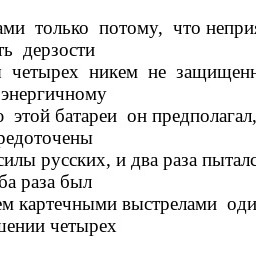 ами только потому, что неприя
ть дерзости
четырех никем не защищенн
энергичному
этой батареи он предполагал,
редоточены
силы русских, и два раза пыталс
ба раза был
ем картечными выстрелами оди
шении четырех